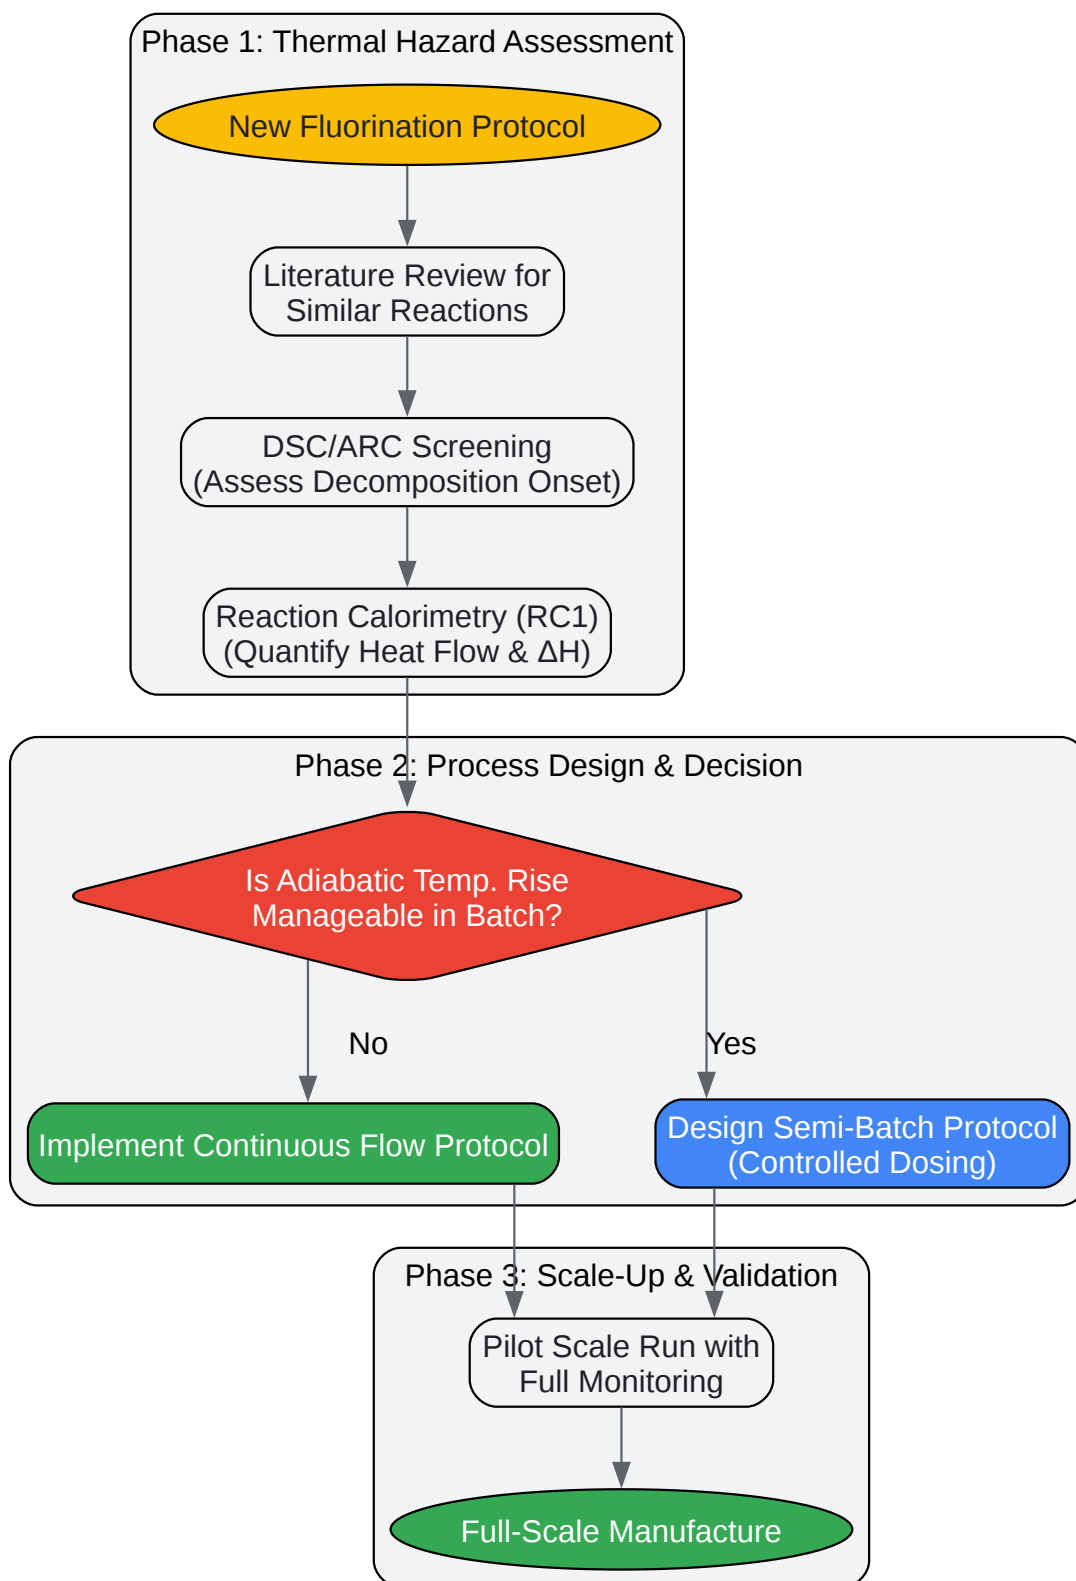 Phase 1: Thermal Hazard Assessment
New Fluorination Protocol
Literature Review for
Similar Reactions
DSC/ARC Screening
(Assess Decomposition Onset)
Reaction Calorimetry (RC1)
(Quantify Heat Flow & ΔH)
Phase 2: Process Design & Decision
Is Adiabatic Temp. Rise
Manageable in Batch?
No
Yes
Implement Continuous Flow Protocol
Design Semi-Batch Protocol
(Controlled Dosing)
Phase 3: Scale-Up & Validation
Pilot Scale Run with
Full Monitoring
Full-Scale Manufacture